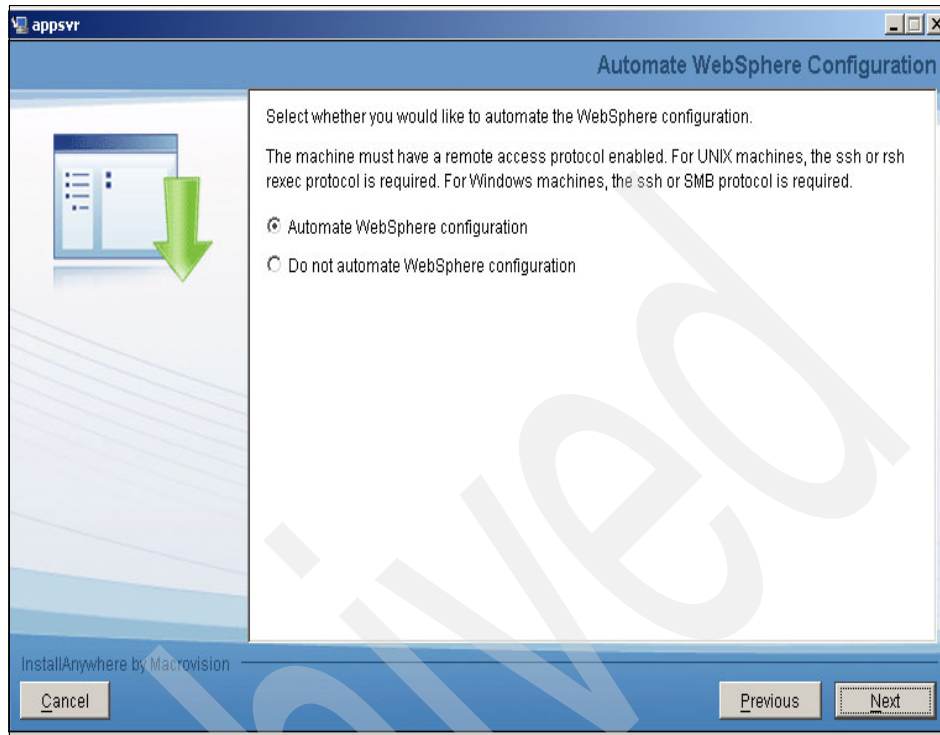 appsvr
Automate WebSphere Configuration
Select whether you would like to automate the WebSphere configuration.
The machine must have a remote access protocol enabled. For UNIX machines, the ssh or rsh
rexec protocol is required. For Windows machines, the ssh or SMB protocol is required.
Automate WebSphere configuration
Do not automate WebSphere configuration
InstallAnywhere by Macrovision
Cancel
Previous
Next
hived